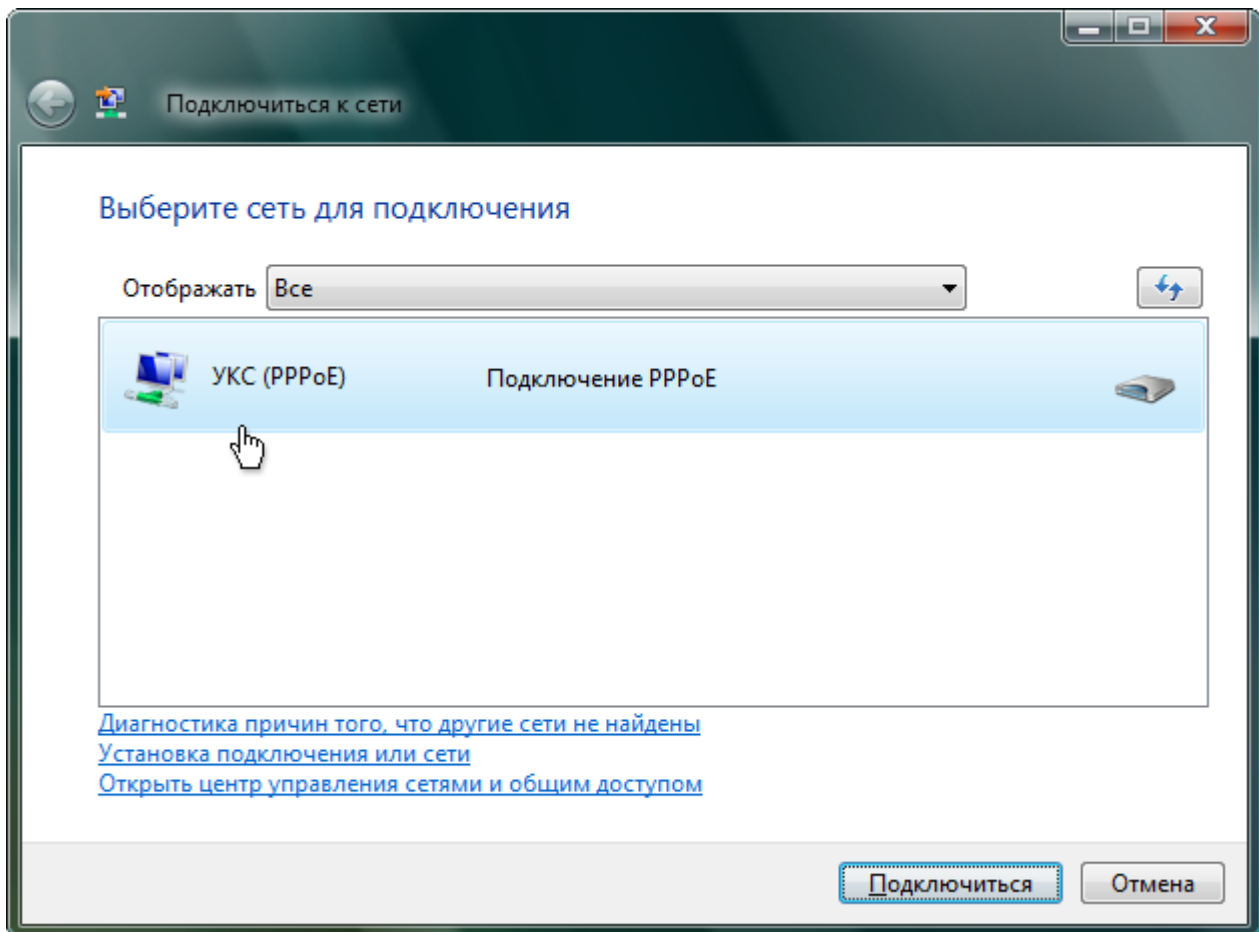 Подключиться к сети
Выберите сеть для подключения
Отображать Все
УКС (PPPoE) Подключение PPPoE
Диагностика причин того, что другие сети не найдены
Установка подключения или сети
Открыть центр управления сетями и общим доступом
Подключиться Отмена